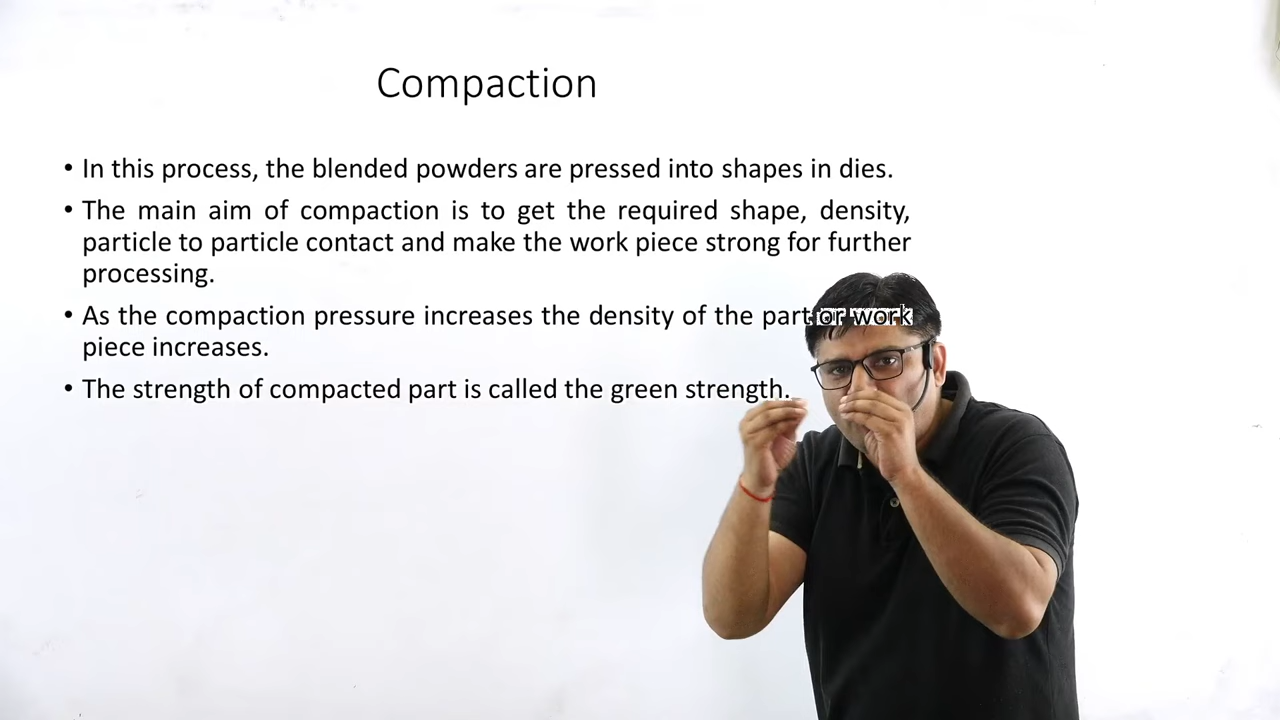 Compaction
• In this process, the blended powders are pressed into shapes in dies.
• The main aim of compaction is to get the required shape, density,
particle to particle contact and make the work piece strong for further
processing.
• As the compaction pressure increases the density of the part or work
piece increases.
• The strength of compacted part is called the green strength.